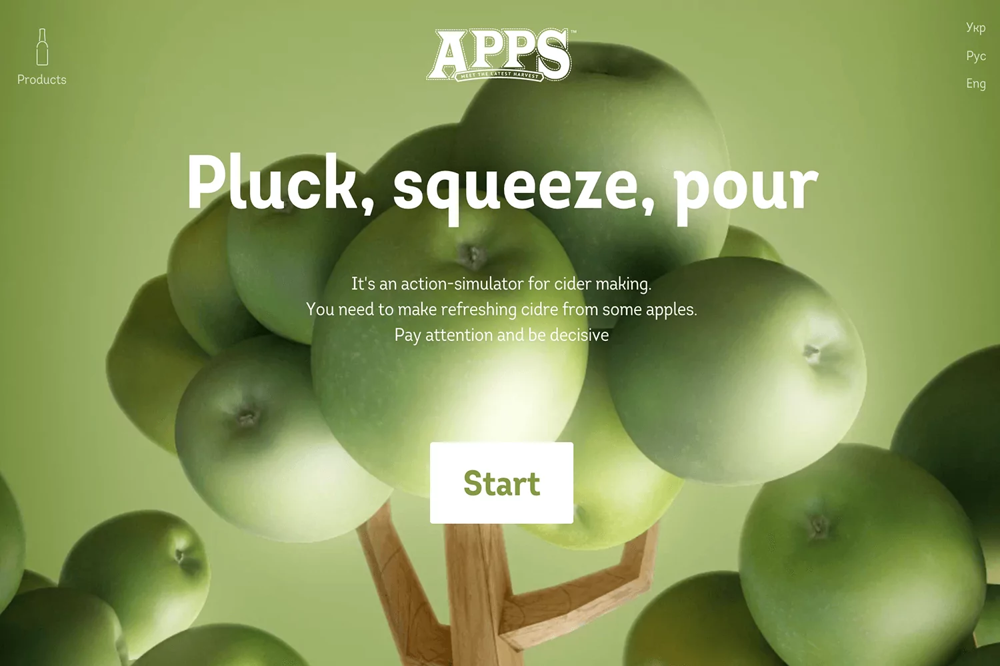 Products
APPS™
MEET THE LATEST HARVEST
Укр
Рус
Eng
Pluck, squeeze, pour
It's an action-simulator for cider making.
You need to make refreshing cidre from some apples.
Pay attention and be decisive
Start